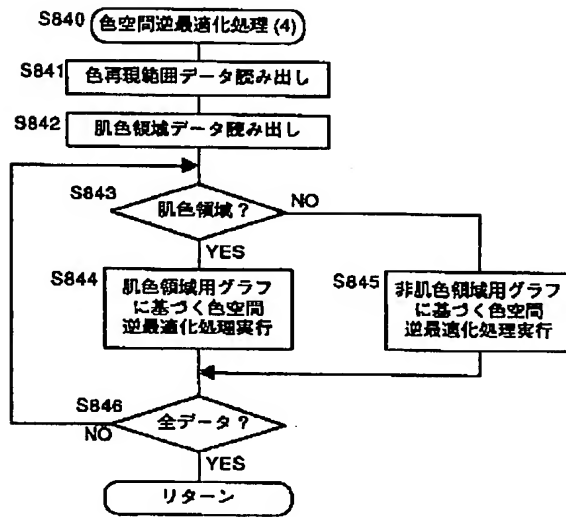 S840 色空間逆最適化処理 (4)
S841 色再現範囲データ読み出し
S842 肌色領域データ読み出し
S843 肌色領域？
NO
YES
S844 肌色領域用グラフ
に基づく色空間
逆最適化処理実行
S845 非肌色領域用グラフ
に基づく色空間
逆最適化処理実行
S846 全データ？
NO
YES
リターン